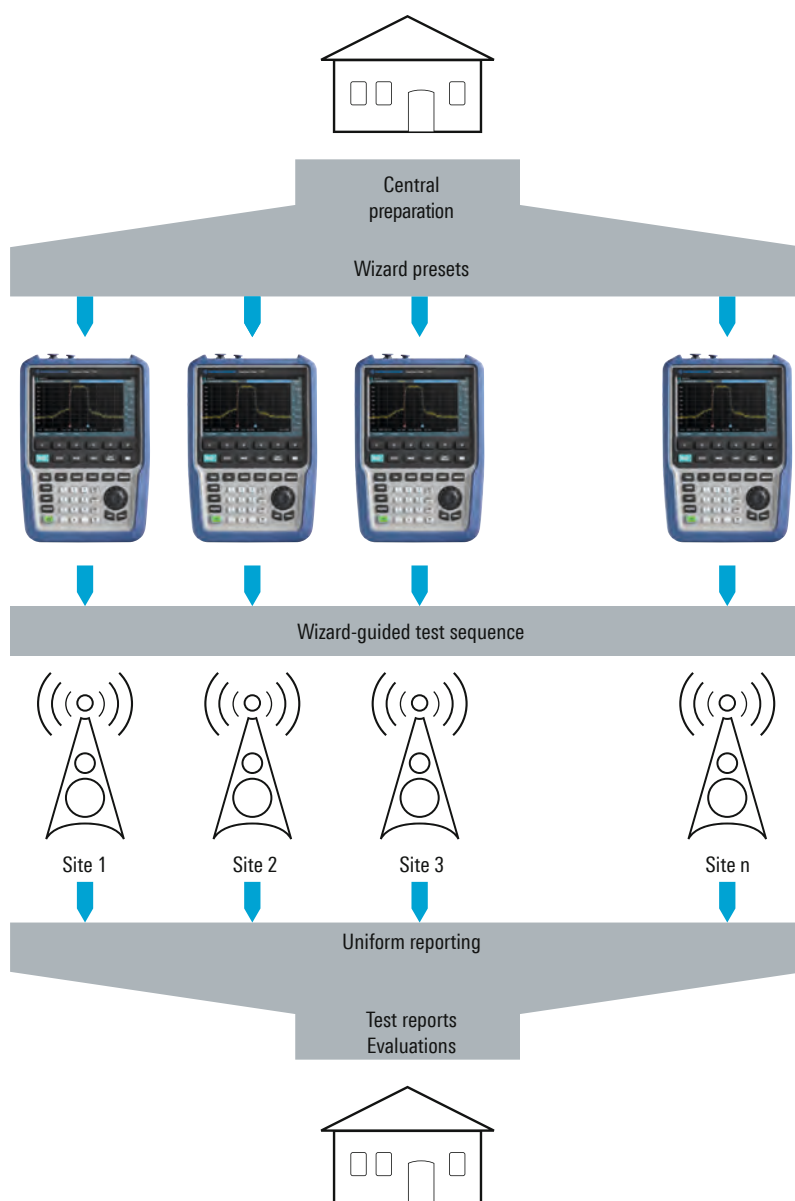 Central
preparation
Wizard presets
Wizard-guided test sequence
Site 1
Site 2
Site 3
Site n
Uniform reporting
Test reports
Evaluations